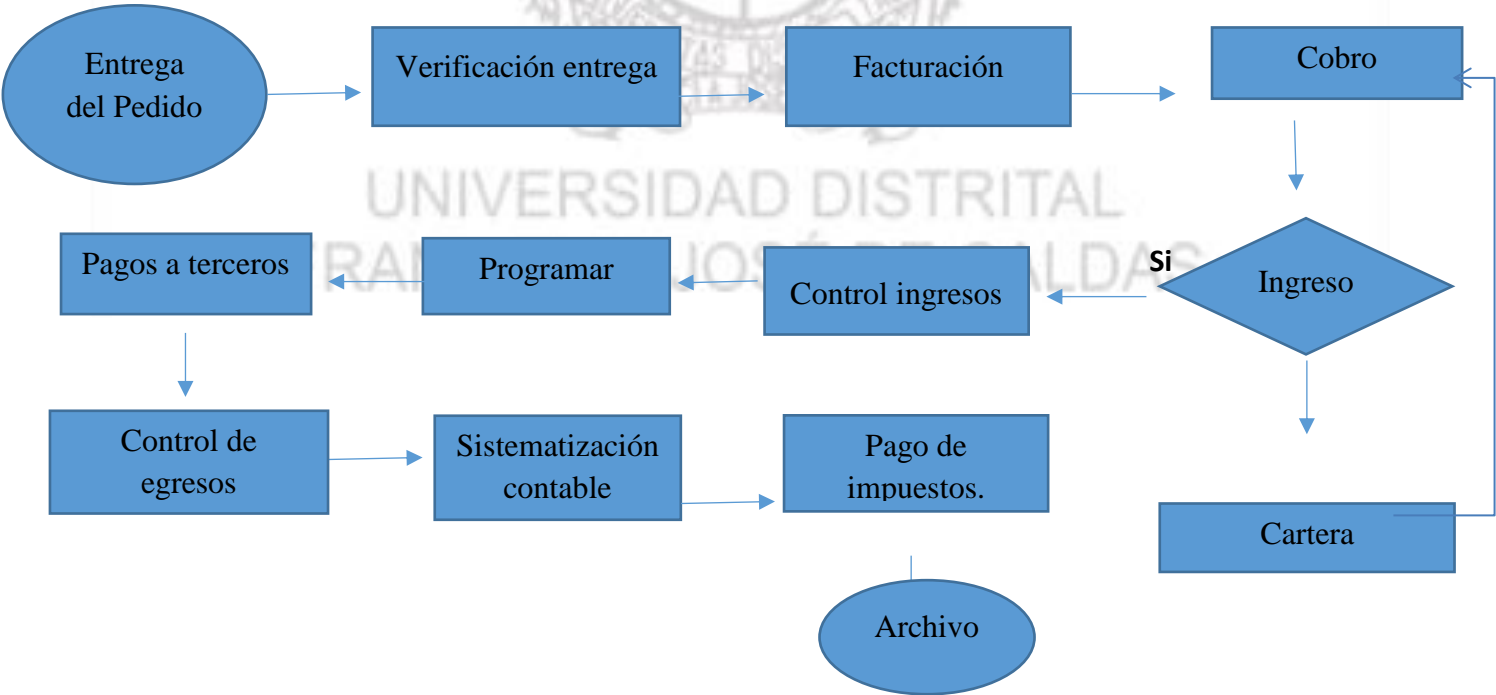 Entrega
del Pedido
Verificación entrega
Facturación
Cobro
UNIVERSIDAD DISTRITAL
Pagos a terceros
Programar
Control ingresos
Si
Ingreso
Control de
egresos
Sistematización
contable
Pago de
impuestos.
Cartera
Archivo